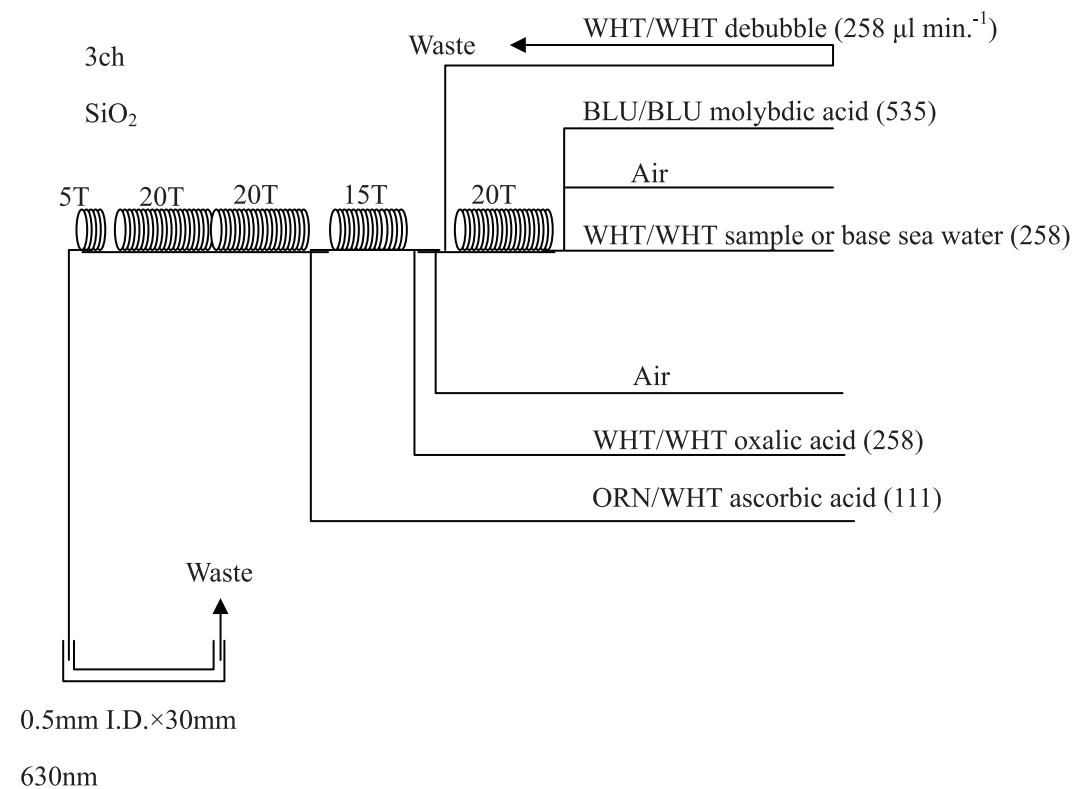 WHT/WHT debubble (258 μl min.-1)
Waste
3ch
SiO2
BLU/BLU molybdic acid (535)
Air
5T
20T
20T
15T
20T
WHT/WHT sample or base sea water (258)
Air
WHT/WHT oxalic acid (258)
ORN/WHT ascorbic acid (111)
Waste
0.5mm I.D.×30mm
630nm